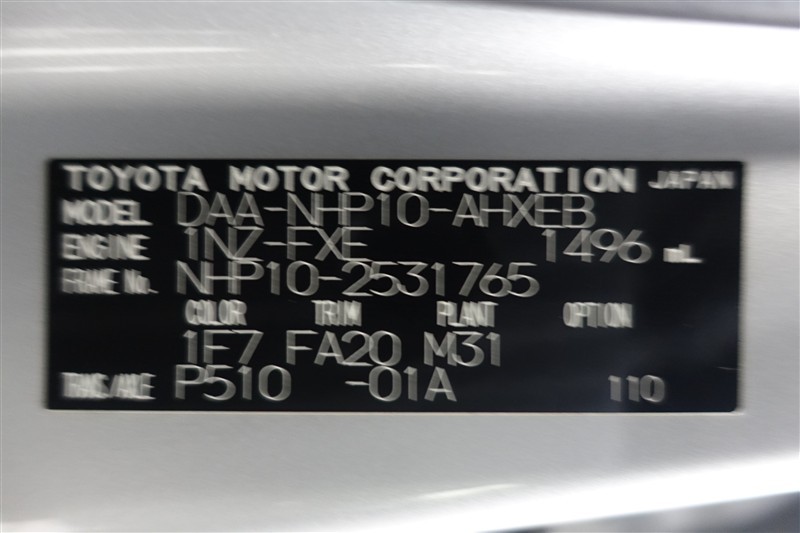 TOYOTA MOTOR CORPORATION JAPAN
MODEL DAA-NHP10-AHXEB
ENGINE 1NZ-FXE 1496 mL
FRAME No. NHP10-2531765
COLOR TRIM PLANT OPTION
1F7 FA20 M31
TRANS/AXLE P510 -01A 110